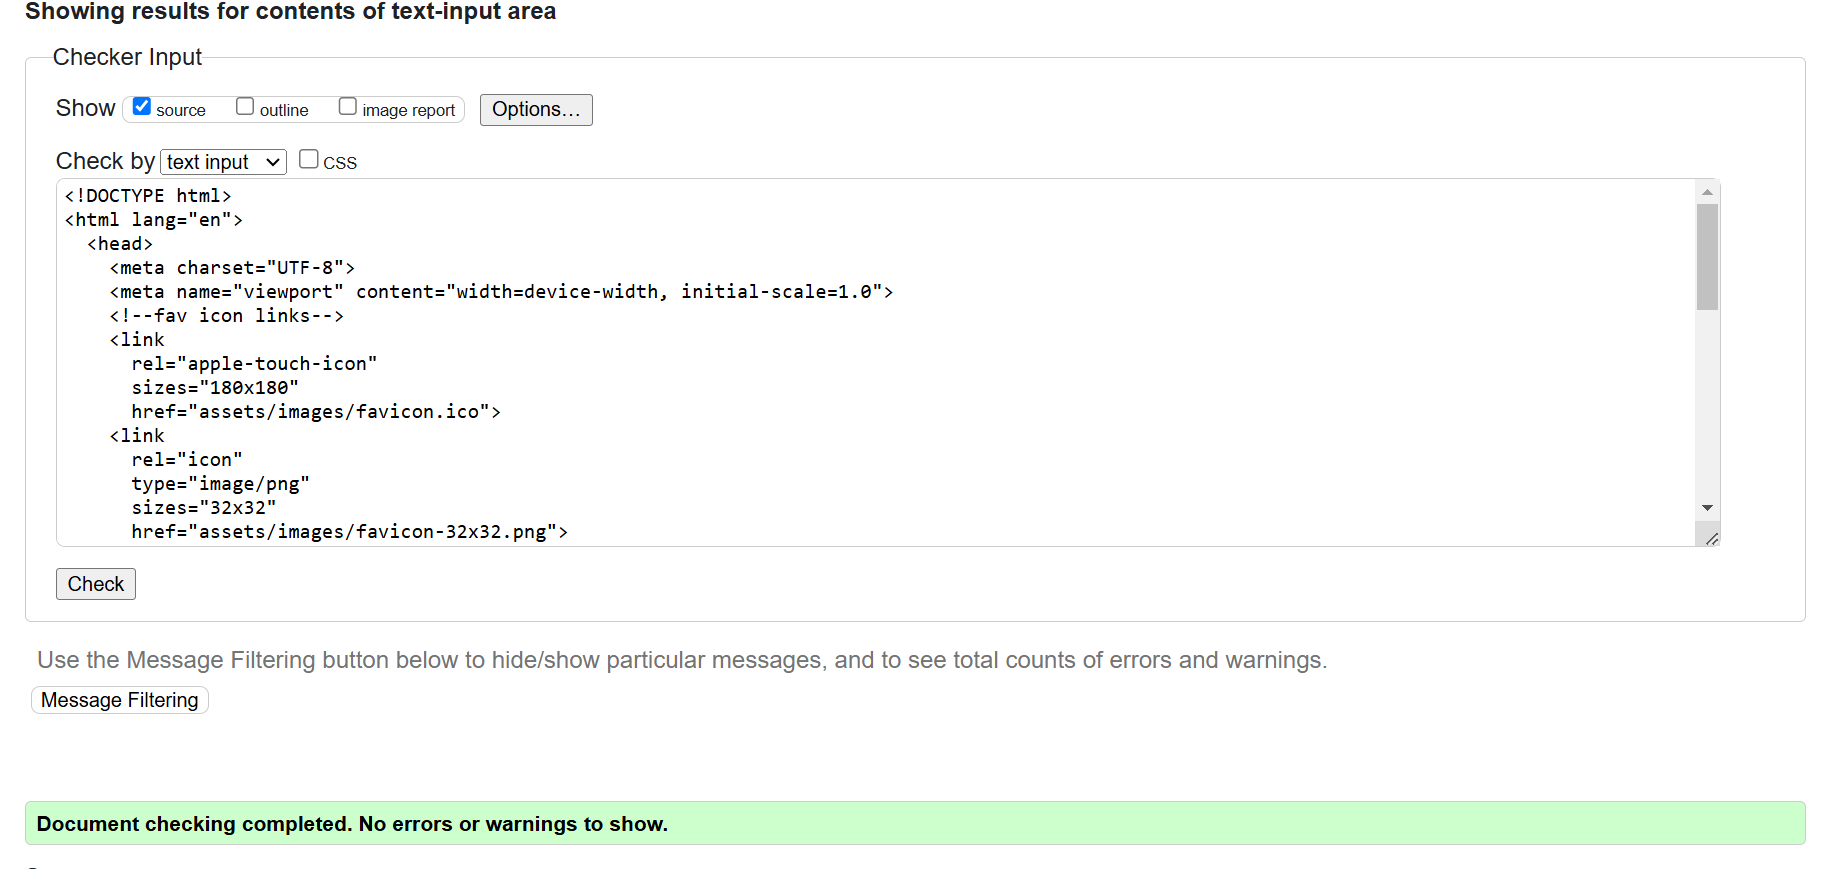 Showing results for contents of text-input area
Checker Input
Show source outline image report Options...
Check by text input CSS
<!DOCTYPE html>
<html lang="en">
  <head>
    <meta charset="UTF-8">
    <meta name="viewport" content="width=device-width, initial-scale=1.0">
    <!--fav icon links-->
    <link
      rel="apple-touch-icon"
      sizes="180x180"
      href="assets/images/favicon.ico">
    <link
      rel="icon"
      type="image/png"
      sizes="32x32"
      href="assets/images/favicon-32x32.png">
Check
Use the Message Filtering button below to hide/show particular messages, and to see total counts of errors and warnings.
Message Filtering
Document checking completed. No errors or warnings to show.